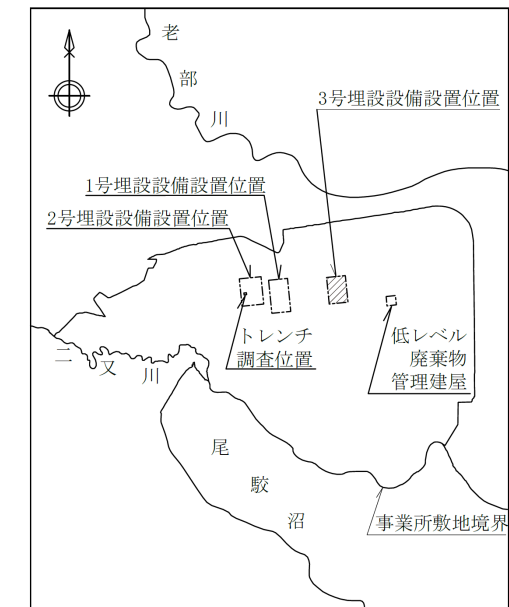 老部川
3号埋設設備設置位置
1号埋設設備設置位置
2号埋設設備設置位置
トレンチ
調査位置
低レベル
廃棄物
管理建屋
二又川
尾駮沼
事業所敷地境界